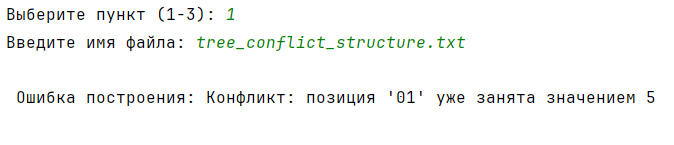 Выберите пункт (1-3): 1
Введите имя файла: tree_conflict_structure.txt
Ошибка построения: Конфликт: позиция '01' уже занята значением 5